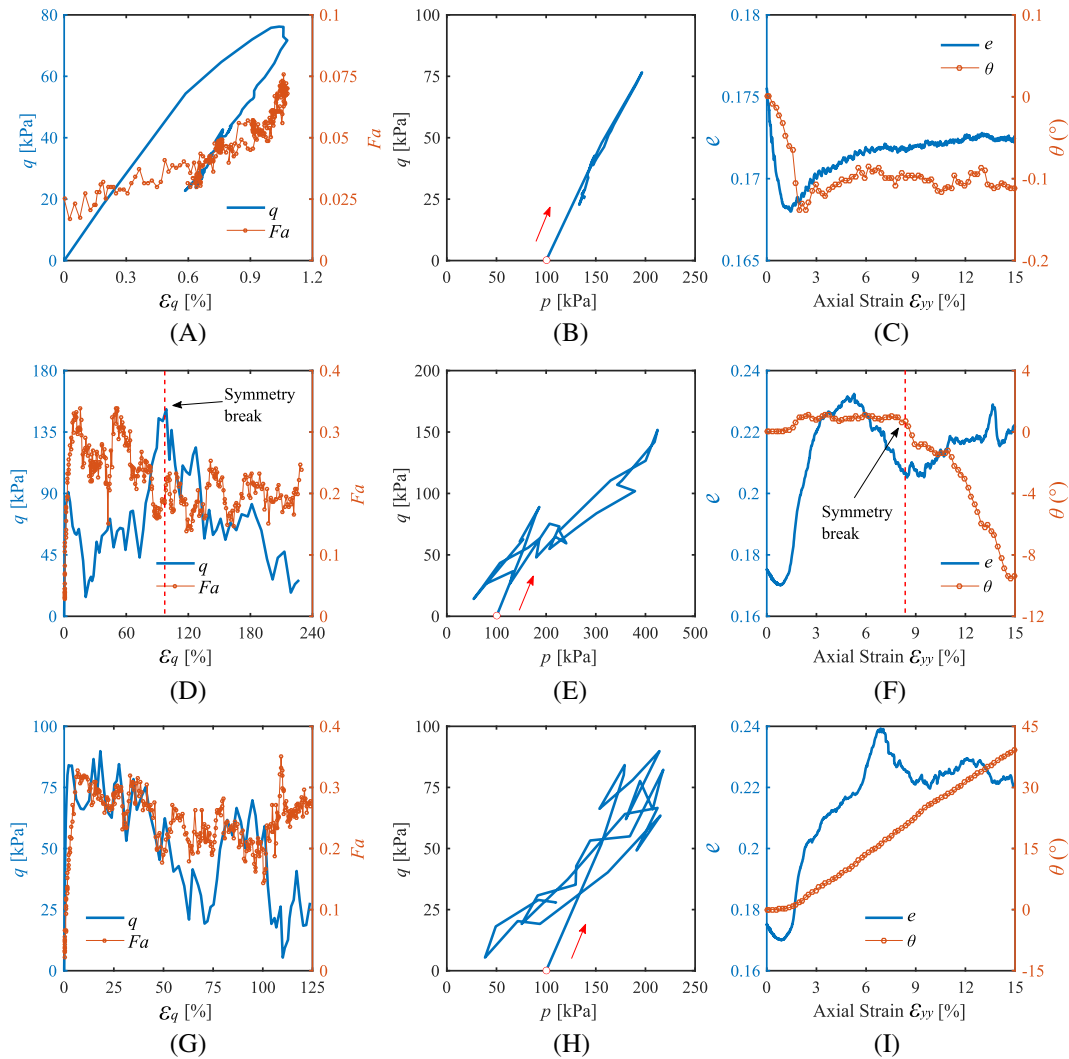 80
60
40
20
0
q [kPa]
0.1
0.075
0.05
0.025
0
Fa
q
Fa
0
0.3
0.6
0.9
1.2
εq [%]
(A)
100
75
50
25
0
q [kPa]
0
50
100
150
200
250
p [kPa]
(B)
0.18
0.175
0.17
0.165
e
0.1
0
-0.1
-0.2
θ (°)
e
θ
0
3
6
9
12
15
Axial Strain εyy [%]
(C)
180
135
90
45
0
q [kPa]
0.4
0.3
0.2
0.1
0
Fa
Symmetry
break
q
Fa
0
60
120
180
240
εq [%]
(D)
200
150
100
50
0
q [kPa]
0
100
200
300
400
500
p [kPa]
(E)
0.24
0.22
0.2
0.18
0.16
e
4
0
-4
-8
-12
θ (°)
Symmetry
break
e
θ
0
3
6
9
12
15
Axial Strain εyy [%]
(F)
100
75
50
25
0
q [kPa]
0.4
0.3
0.2
0.1
0
Fa
q
Fa
0
25
50
75
100
125
εq [%]
(G)
100
75
50
25
0
q [kPa]
0
50
100
150
200
250
p [kPa]
(H)
0.24
0.22
0.2
0.18
0.16
e
45
30
15
0
-15
θ (°)
e
θ
0
3
6
9
12
15
Axial Strain εyy [%]
(I)